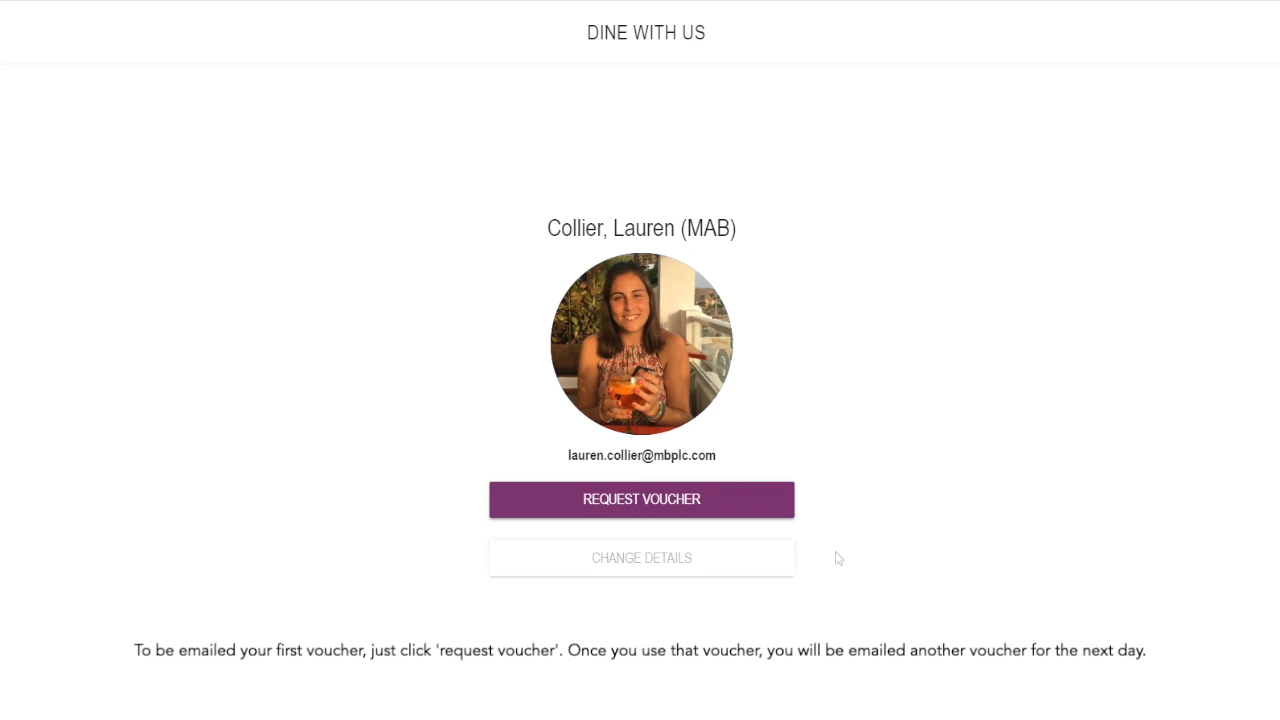 DINE WITH US
Collier, Lauren (MAB)
lauren.collier@mbplc.com
REQUEST VOUCHER
CHANGE DETAILS
To be emailed your first voucher, just click 'request voucher'. Once you use that voucher, you will be emailed another voucher for the next day.